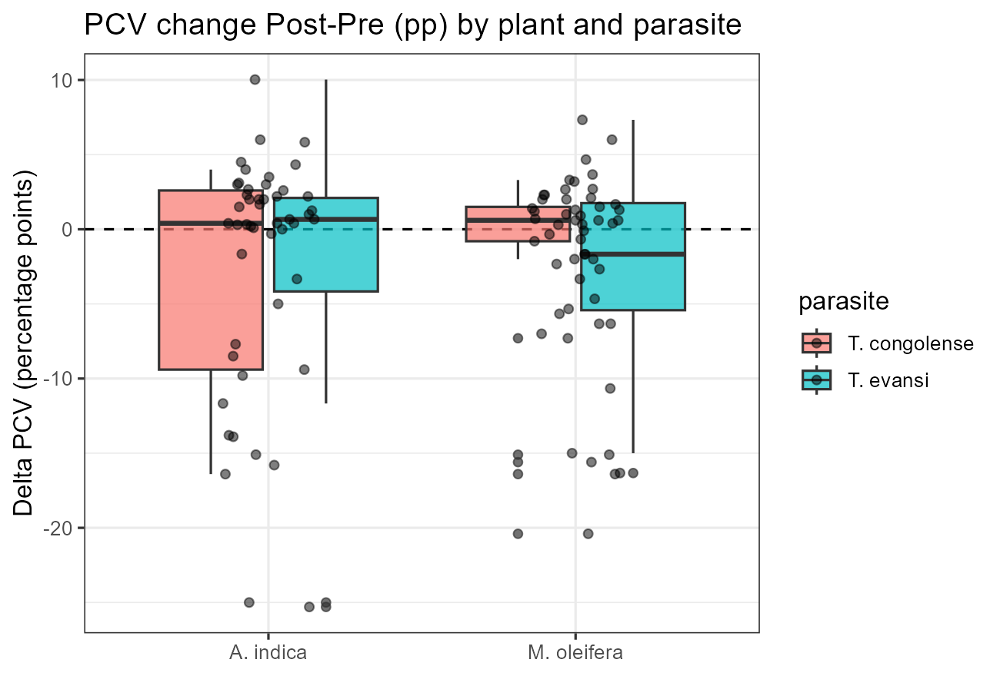 PCV change Post-Pre (pp) by plant and parasite
Delta PCV (percentage points)
10
0
-10
-20
A. indica
M. oleifera
parasite
T. congolense
T. evansi